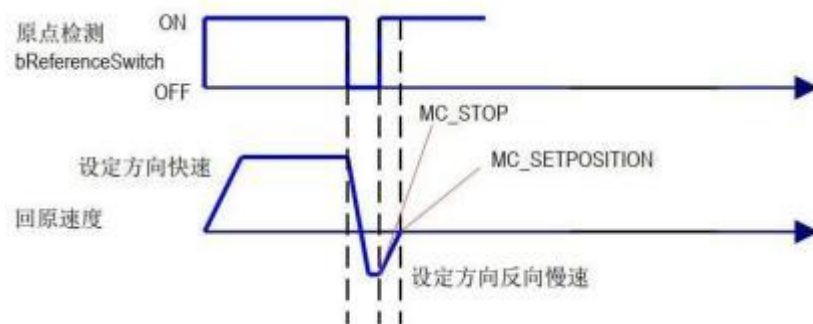 ON
原点检测
bReferenceSwitch
OFF
MC_STOP
设定方向快速
MC_SETPOSITION
回原速度
设定方向反向慢速